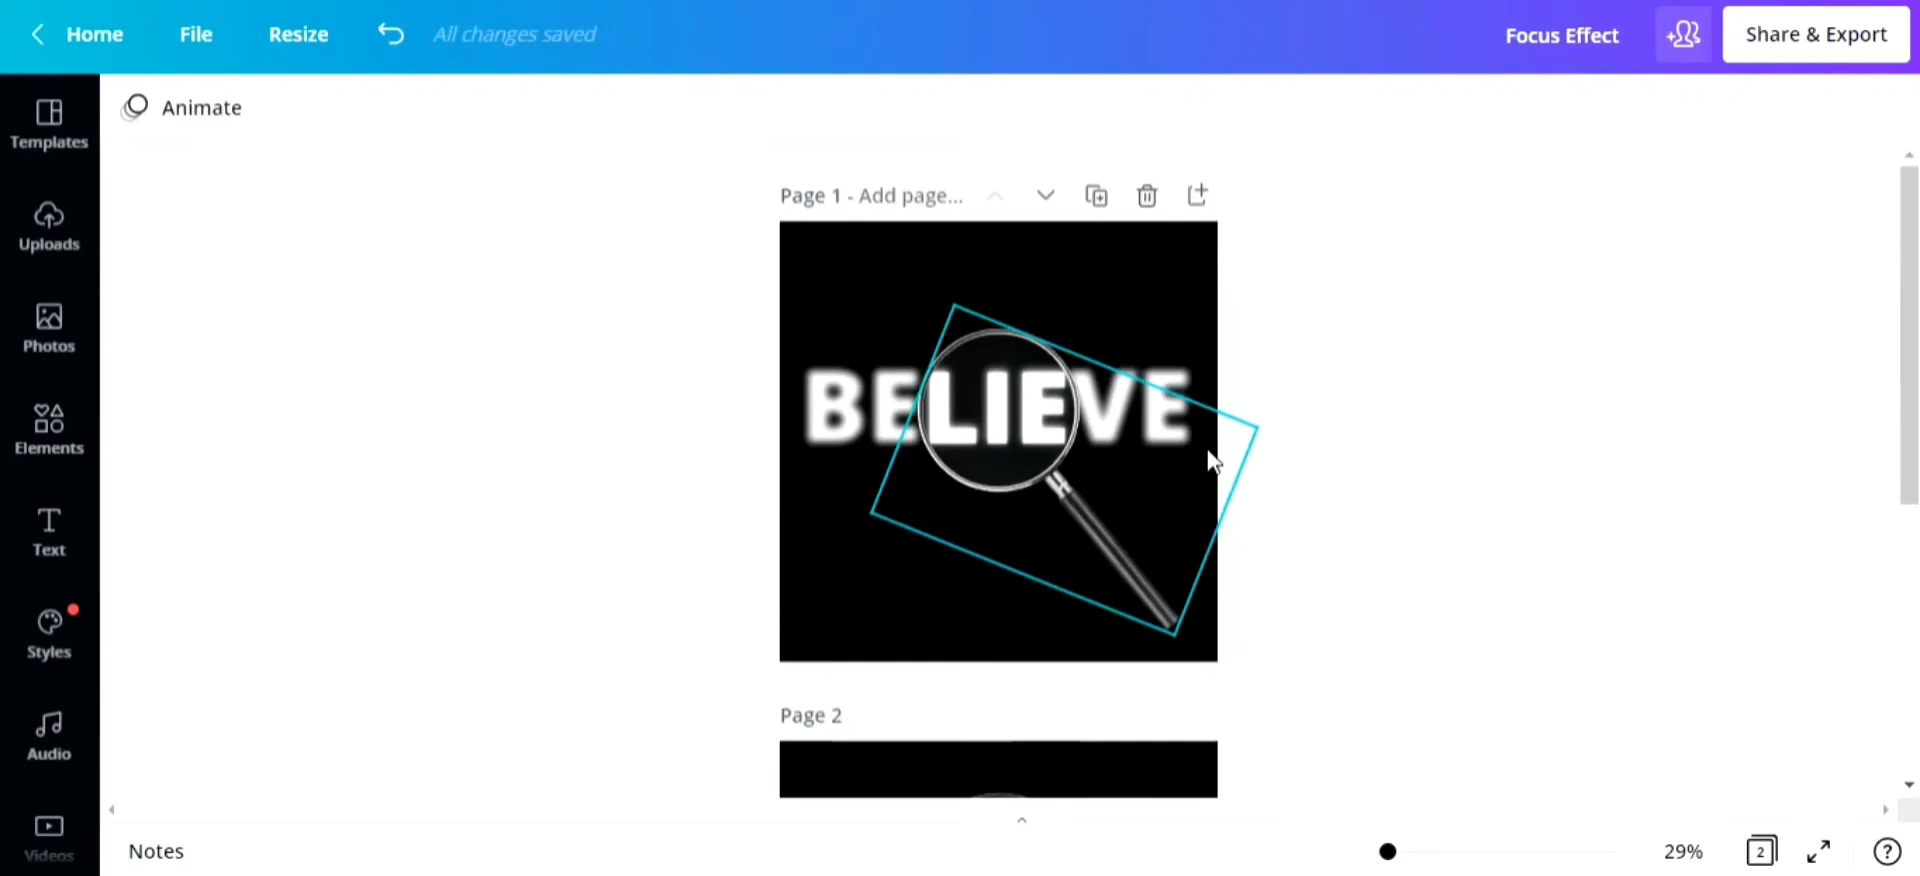 Home File Resize All changes saved Focus Effect Share & Export
Animate
Templates
Uploads
Photos
Elements
Text
Styles
Audio
Videos
Page 1 - Add page...
BELIEVE
Page 2
Notes 29% 2 ?